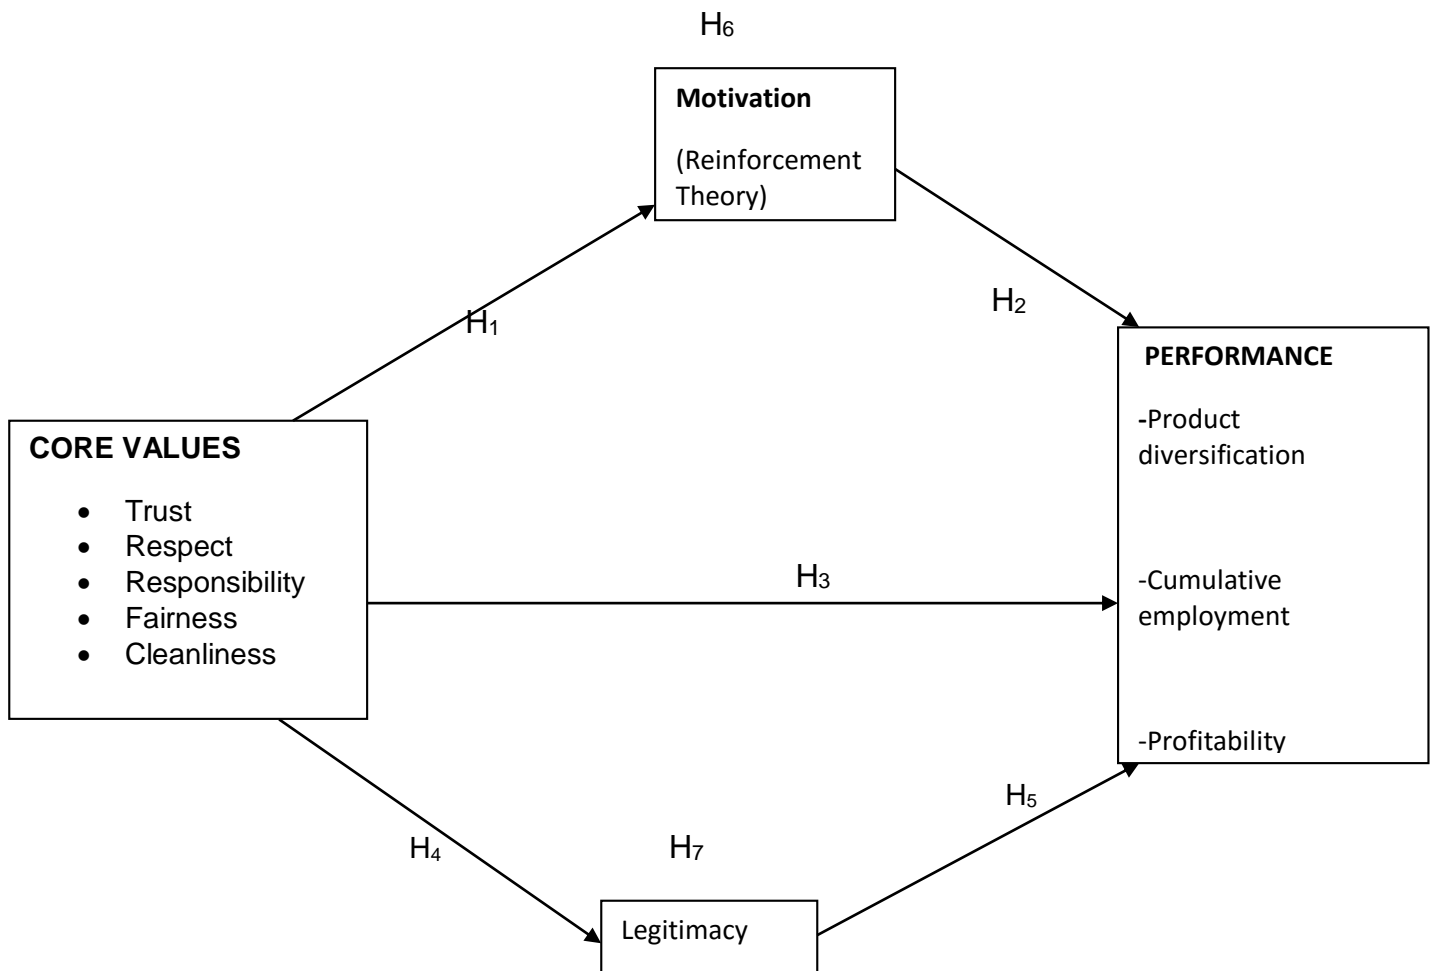 H₆
Motivation
(Reinforcement
Theory)
H₁
H₂
CORE VALUES
• Trust
• Respect
• Responsibility
• Fairness
• Cleanliness
H₃
PERFORMANCE
-Product
diversification
-Cumulative
employment
-Profitability
H₄
H₇
H₅
Legitimacy